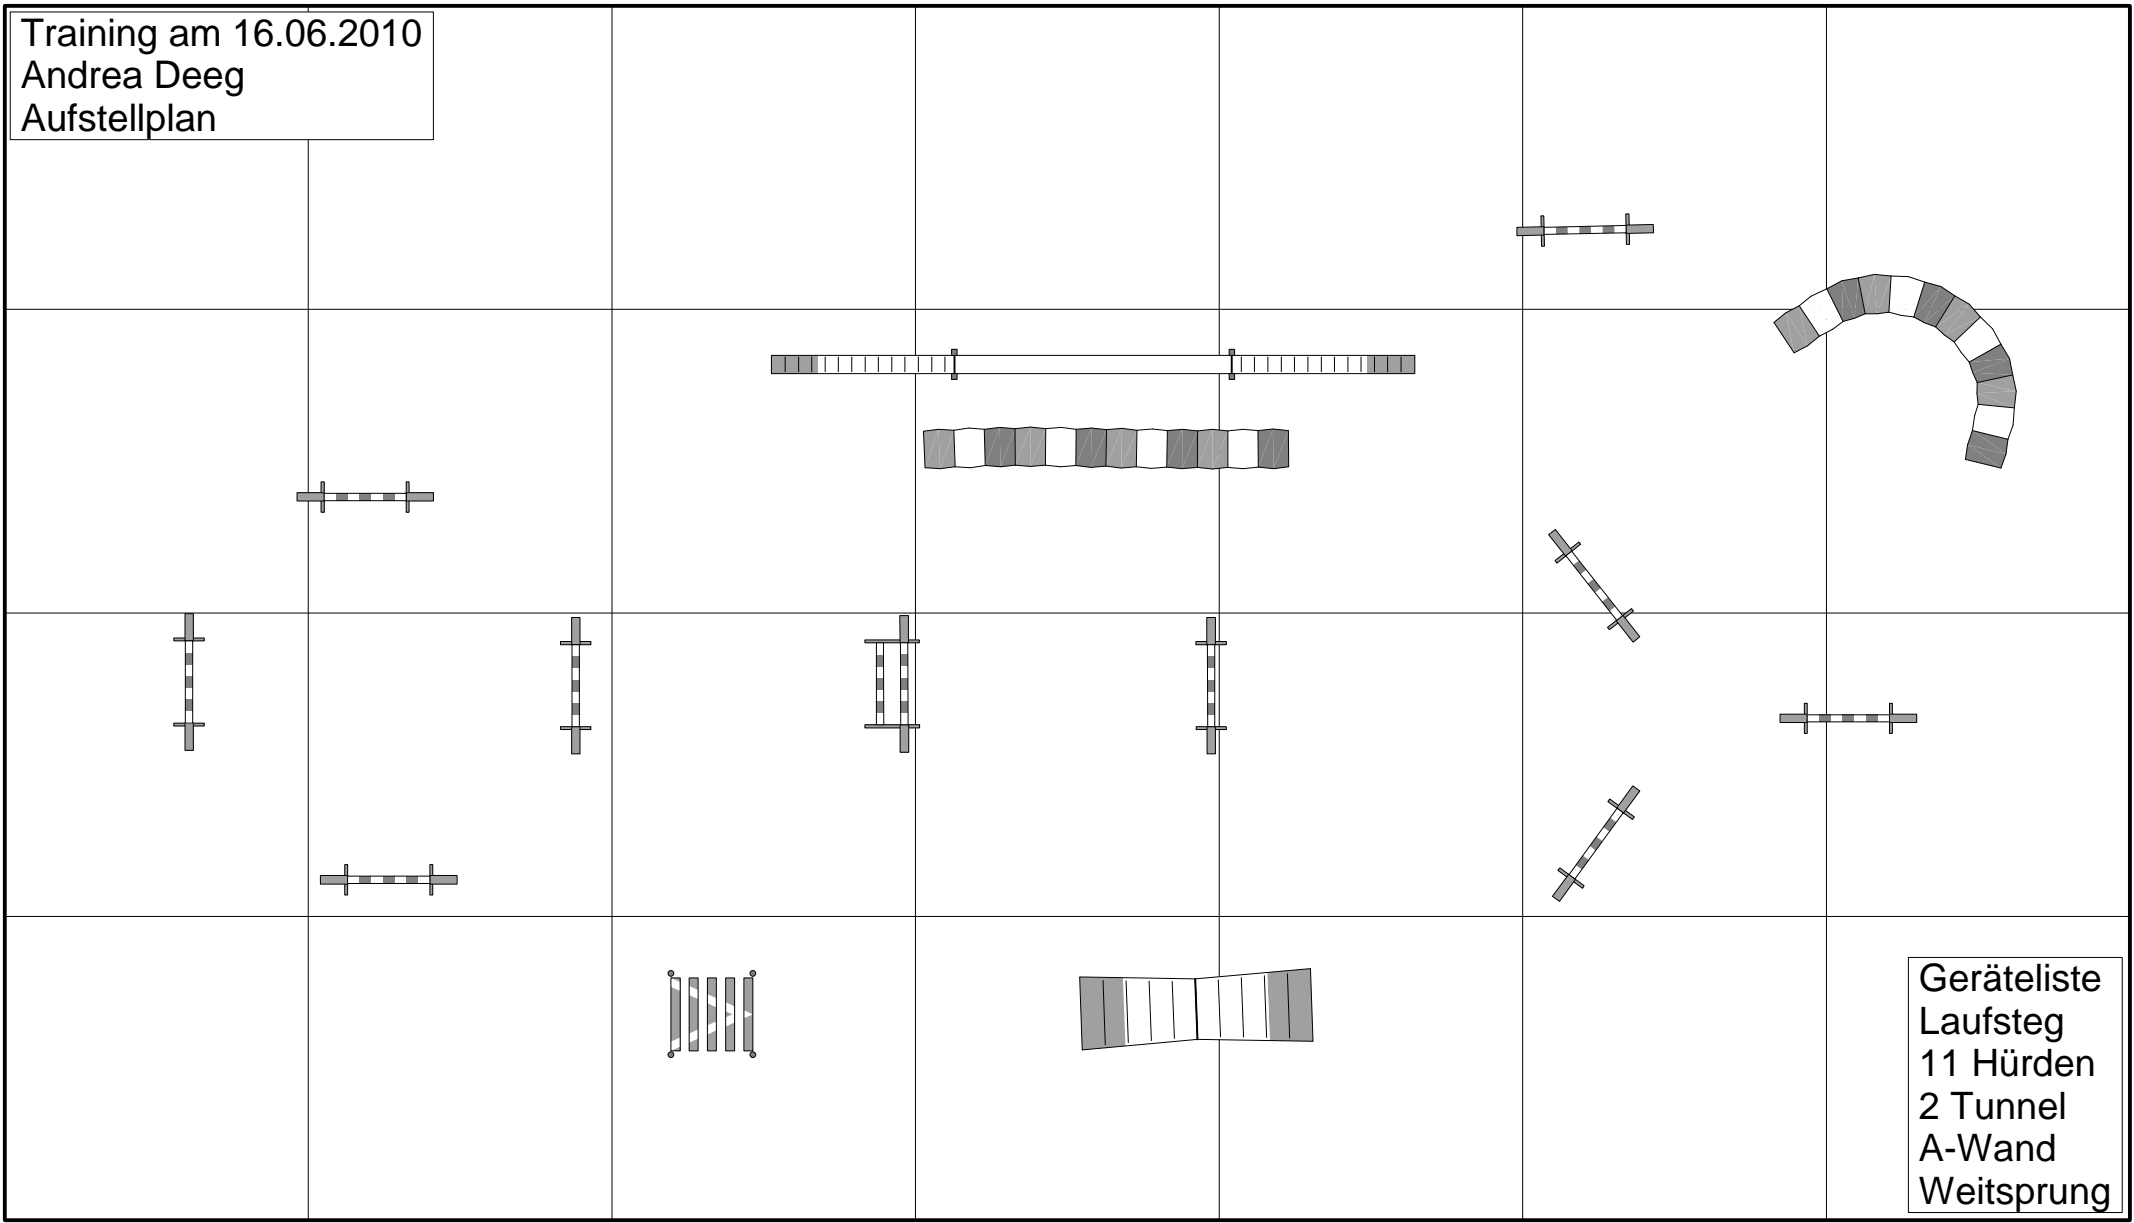 Training am 16.06.2010
Andrea Deeg
Aufstellplan
Geräteliste
Laufsteg
11 Hürden
2 Tunnel
A-Wand
Weitsprung